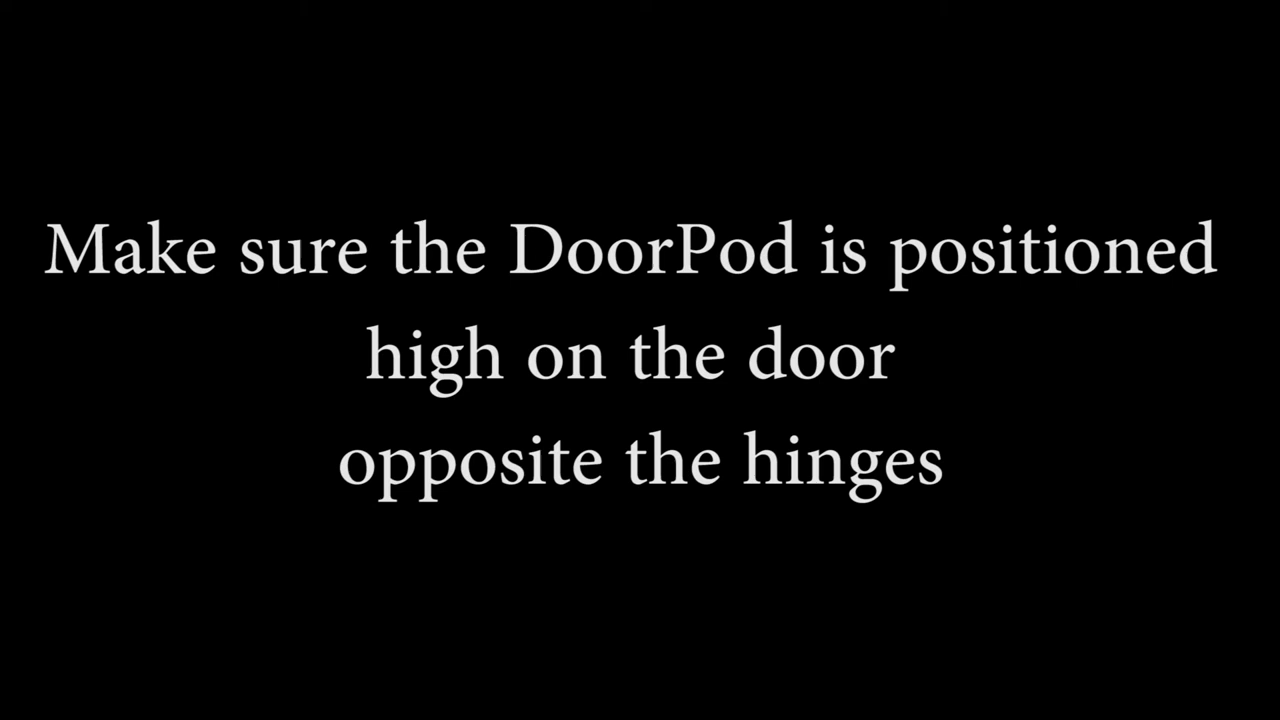 Make sure the DoorPod is positioned
high on the door
opposite the hinges